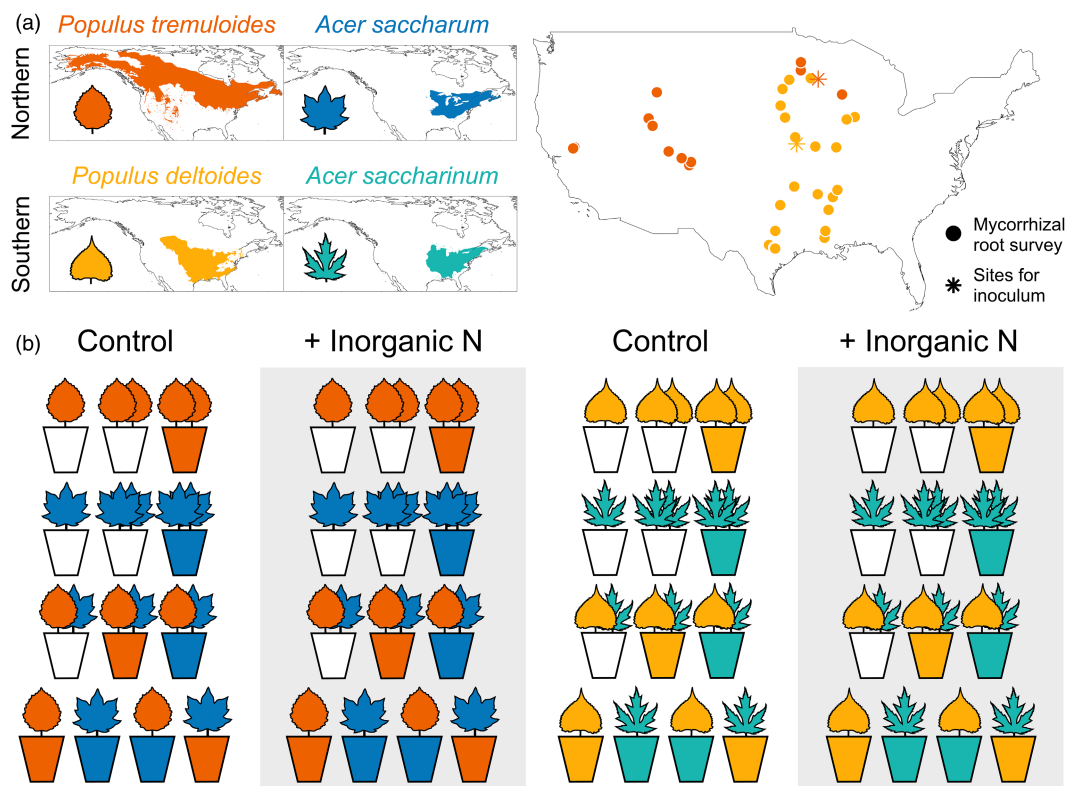 (a)
Populus tremuloides
Acer saccharum
Northern
Populus deltoides
Acer saccharinum
Southern
Mycorrhizal
root survey
Sites for
inoculum
(b)
Control
+ Inorganic N
Control
+ Inorganic N